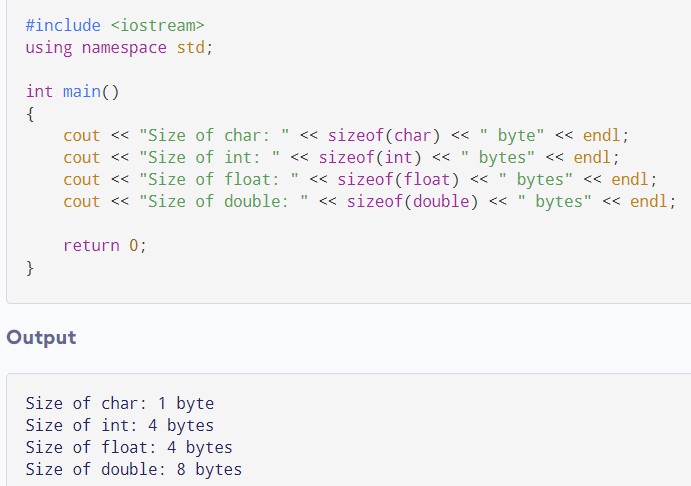 #include <iostream>
using namespace std;
int main()
{
cout << "Size of char: " << sizeof(char) << " byte" << endl;
cout << "Size of int: " << sizeof(int) << " bytes" << endl;
cout << "Size of float: " << sizeof(float) << " bytes" << endl;
cout << "Size of double: " << sizeof(double) << " bytes" << endl;
return 0;
}
Output
Size of char: 1 byte
Size of int: 4 bytes
Size of float: 4 bytes
Size of double: 8 bytes